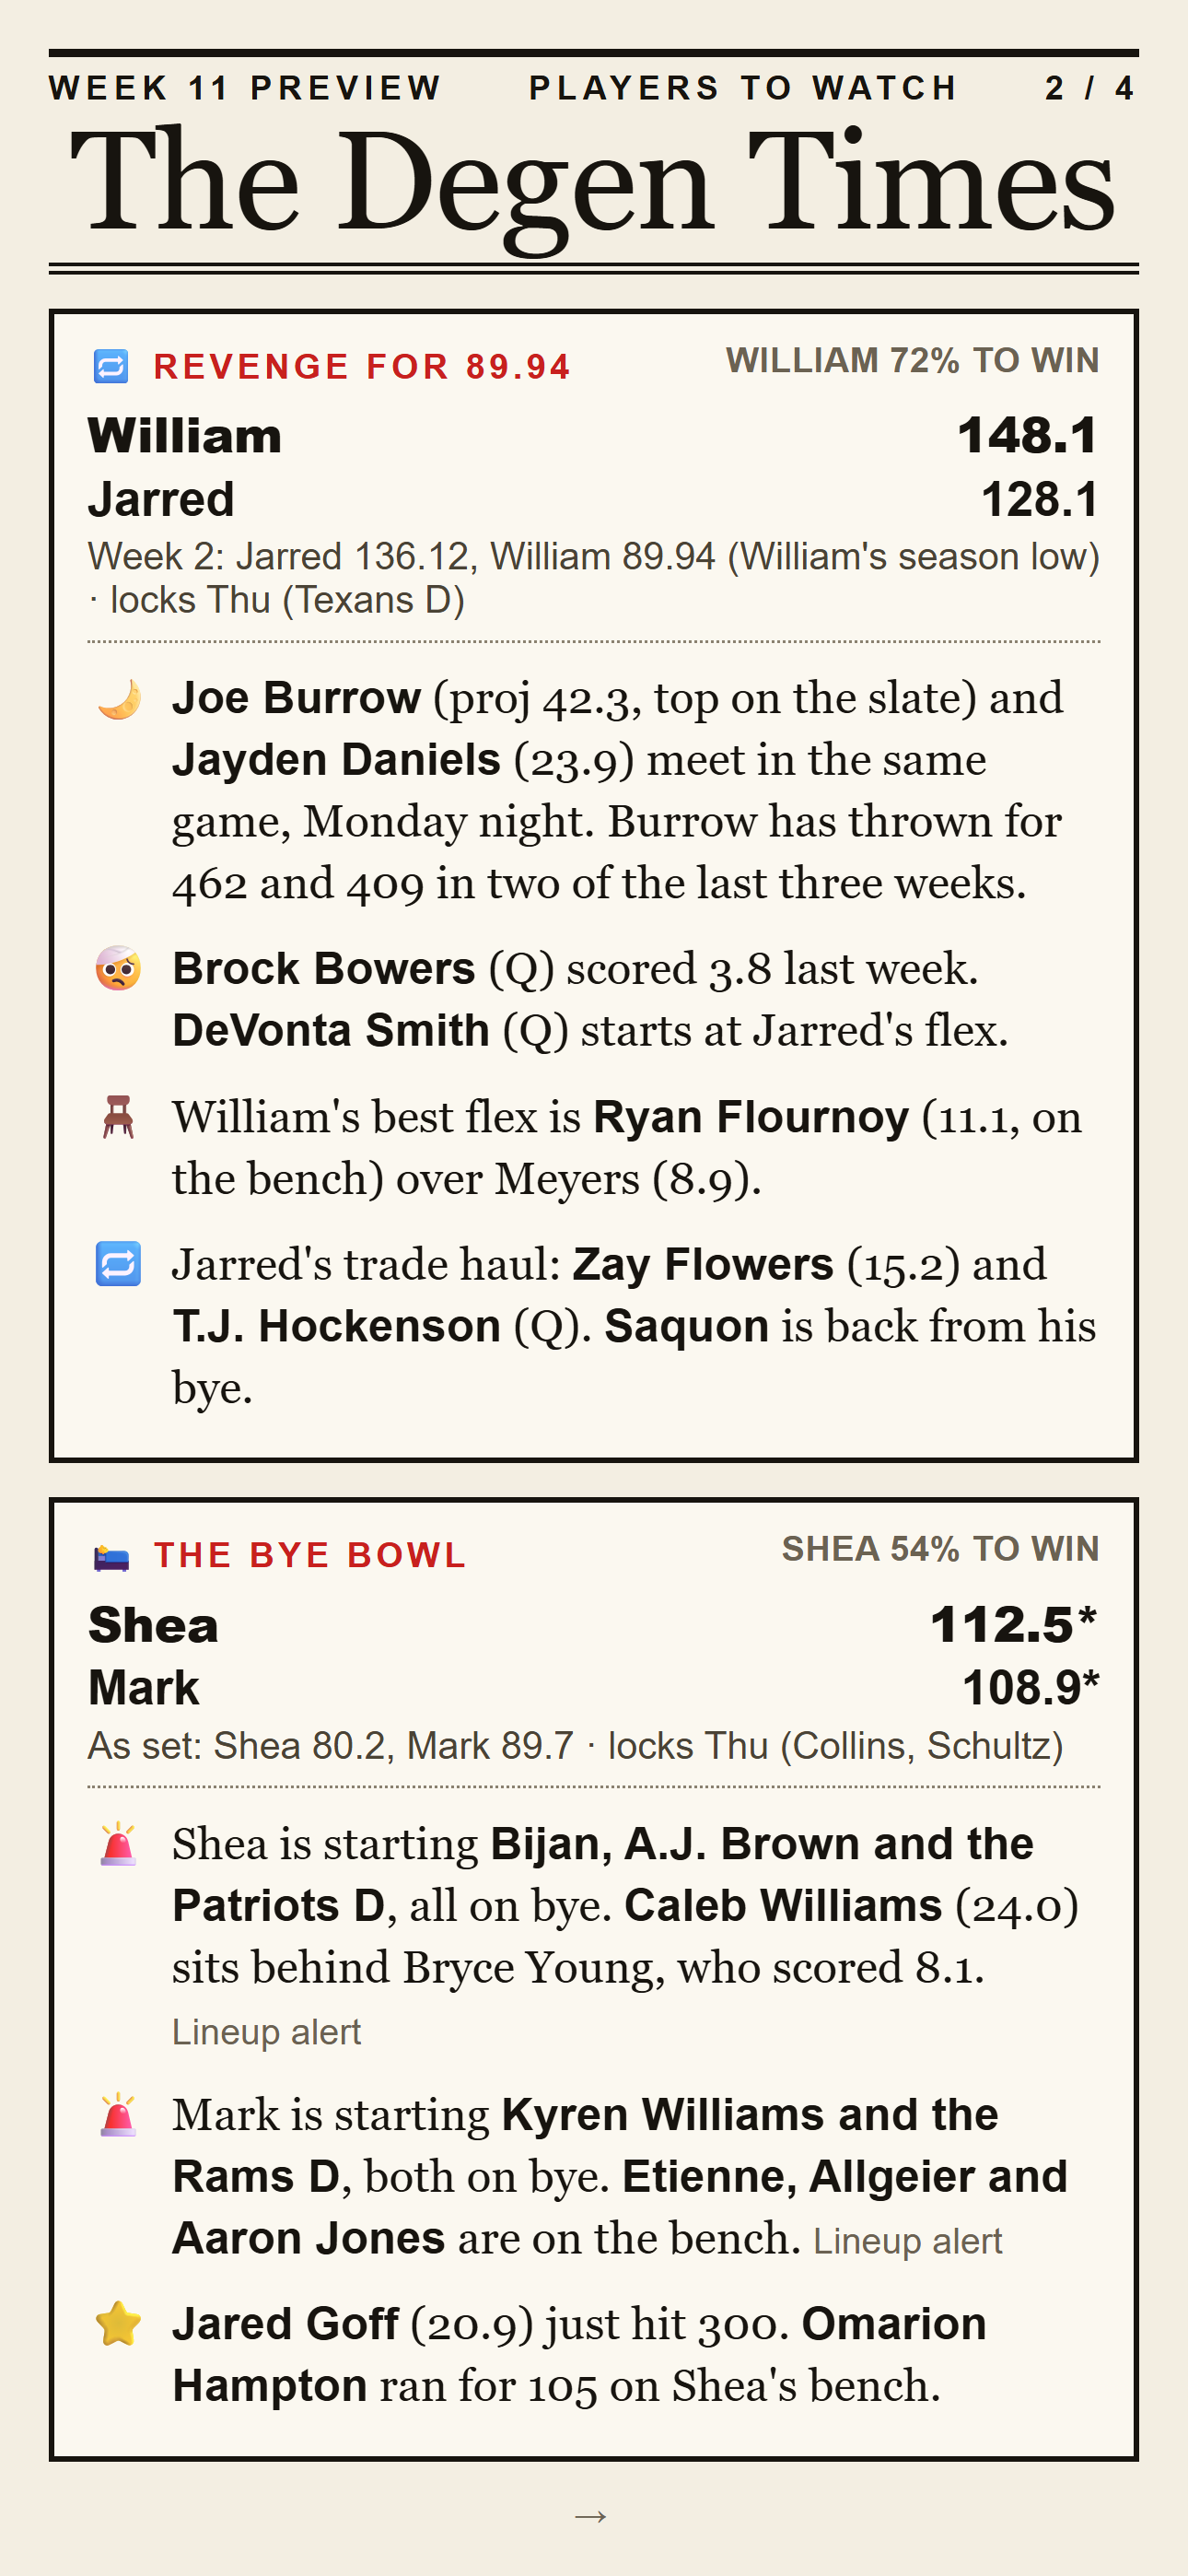 WEEK 11 PREVIEW PLAYERS TO WATCH 2 / 4
The Degen Times
REVENGE FOR 89.94 WILLIAM 72% TO WIN
William 148.1
Jarred 128.1
Week 2: Jarred 136.12, William 89.94 (William's season low)
· locks Thu (Texans D)
Joe Burrow (proj 42.3, top on the slate) and
Jayden Daniels (23.9) meet in the same
game, Monday night. Burrow has thrown for
462 and 409 in two of the last three weeks.
Brock Bowers (Q) scored 3.8 last week.
DeVonta Smith (Q) starts at Jarred's flex.
William's best flex is Ryan Flournoy (11.1, on
the bench) over Meyers (8.9).
Jarred's trade haul: Zay Flowers (15.2) and
T.J. Hockenson (Q). Saquon is back from his
bye.
THE BYE BOWL SHEA 54% TO WIN
Shea 112.5*
Mark 108.9*
As set: Shea 80.2, Mark 89.7 · locks Thu (Collins, Schultz)
Shea is starting Bijan, A.J. Brown and the
Patriots D, all on bye. Caleb Williams (24.0)
sits behind Bryce Young, who scored 8.1.
Lineup alert
Mark is starting Kyren Williams and the
Rams D, both on bye. Etienne, Allgeier and
Aaron Jones are on the bench. Lineup alert
Jared Goff (20.9) just hit 300. Omarion
Hampton ran for 105 on Shea's bench.
→